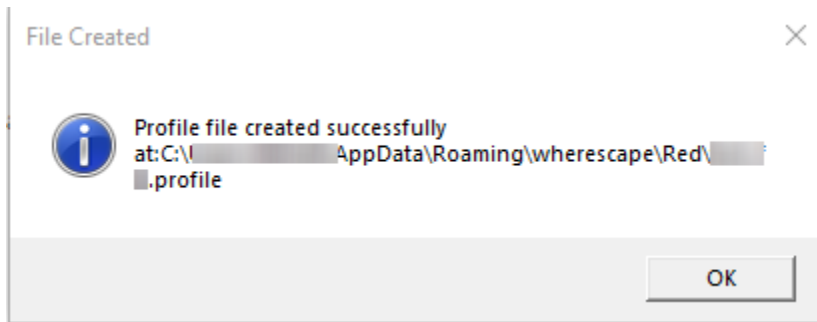 File Created
Profile file created successfully
at:C:\ AppData\Roaming\wherescape\Red\
.profile
OK